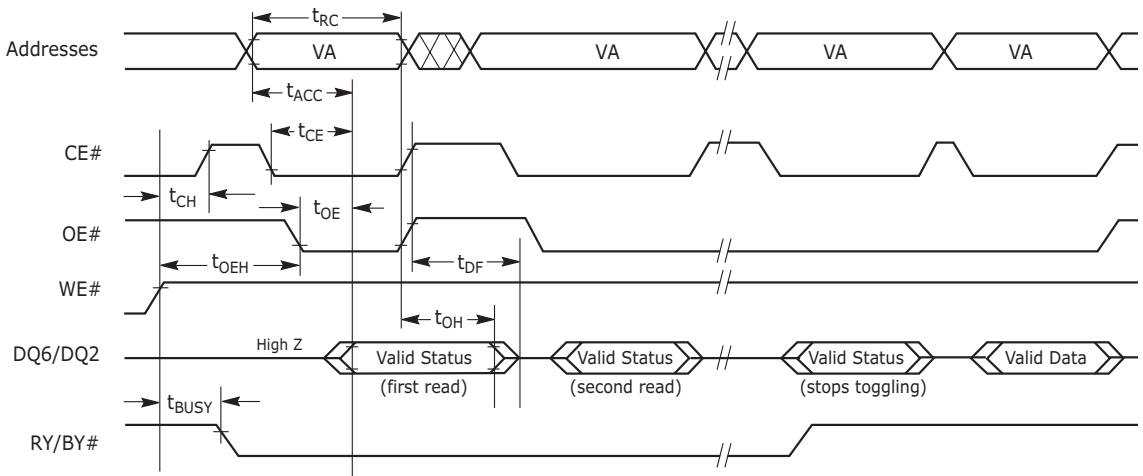 tRC
Addresses VA VA VA VA
tACC
tCE
CE#
tCH
tOE
OE#
tOEH
tDF
WE#
tOH
High Z
DQ6/DQ2 Valid Status Valid Status Valid Status Valid Data
(first read) (second read) (stops toggling)
tBUSY
RY/BY#